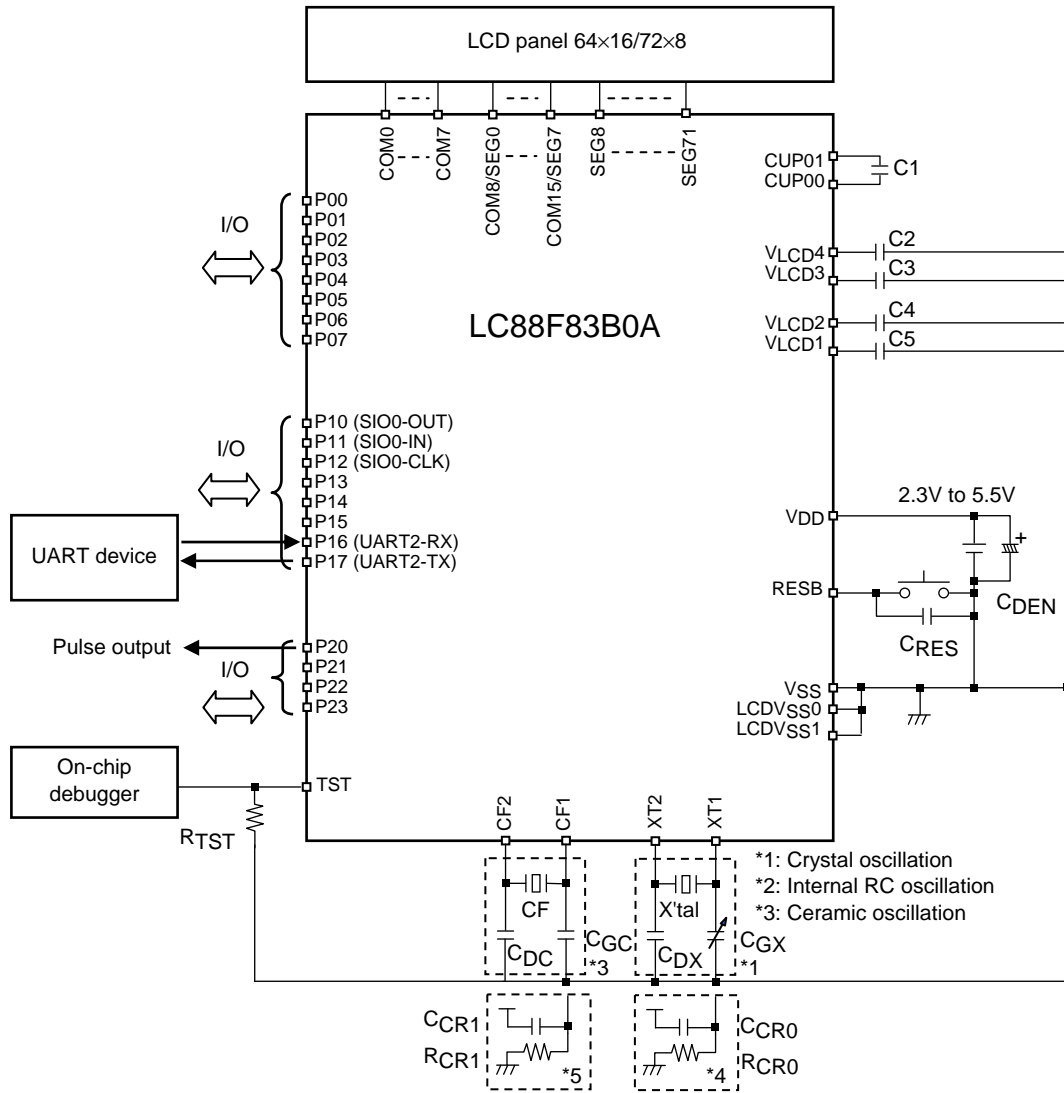 LCD panel 64×16/72×8
COM0
COM7
COM8/SEG0
COM15/SEG7
SEG8
SEG71
CUP01
CUP00
C1
I/O
P00
P01
P02
P03
P04
P05
P06
P07
VLCD4
VLCD3
VLCD2
VLCD1
C2
C3
C4
C5
LC88F83B0A
I/O
P10 (SIO0-OUT)
P11 (SIO0-IN)
P12 (SIO0-CLK)
P13
P14
P15
P16 (UART2-RX)
P17 (UART2-TX)
UART device
2.3V to 5.5V
VDD
+
RESB
CDEN
CRES
Pulse output
I/O
P20
P21
P22
P23
VSS
LCDVSS0
LCDVSS1
On-chip
debugger
TST
RTST
CF2
CF1
XT2
XT1
*1: Crystal oscillation
*2: Internal RC oscillation
*3: Ceramic oscillation
CF
X'tal
CDC
CGC
*3
CDX
CGX
*1
CCR1
RCR1
*5
CCR0
RCR0
*4